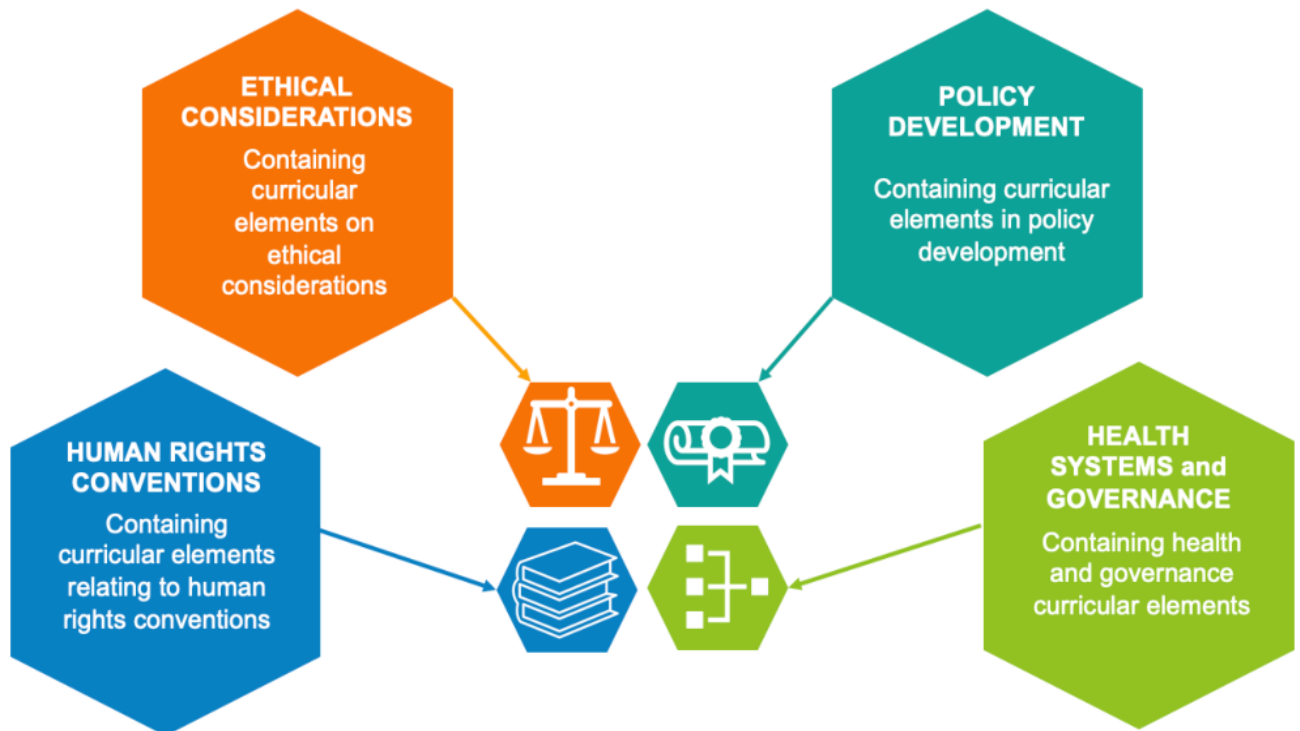 ETHICAL
CONSIDERATIONS
Containing
curricular
elements on
ethical
considerations
POLICY
DEVELOPMENT
Containing curricular
elements in policy
development
HUMAN RIGHTS
CONVENTIONS
Containing
curricular elements
relating to human
rights conventions
HEALTH
SYSTEMS and
GOVERNANCE
Containing health
and governance
curricular elements